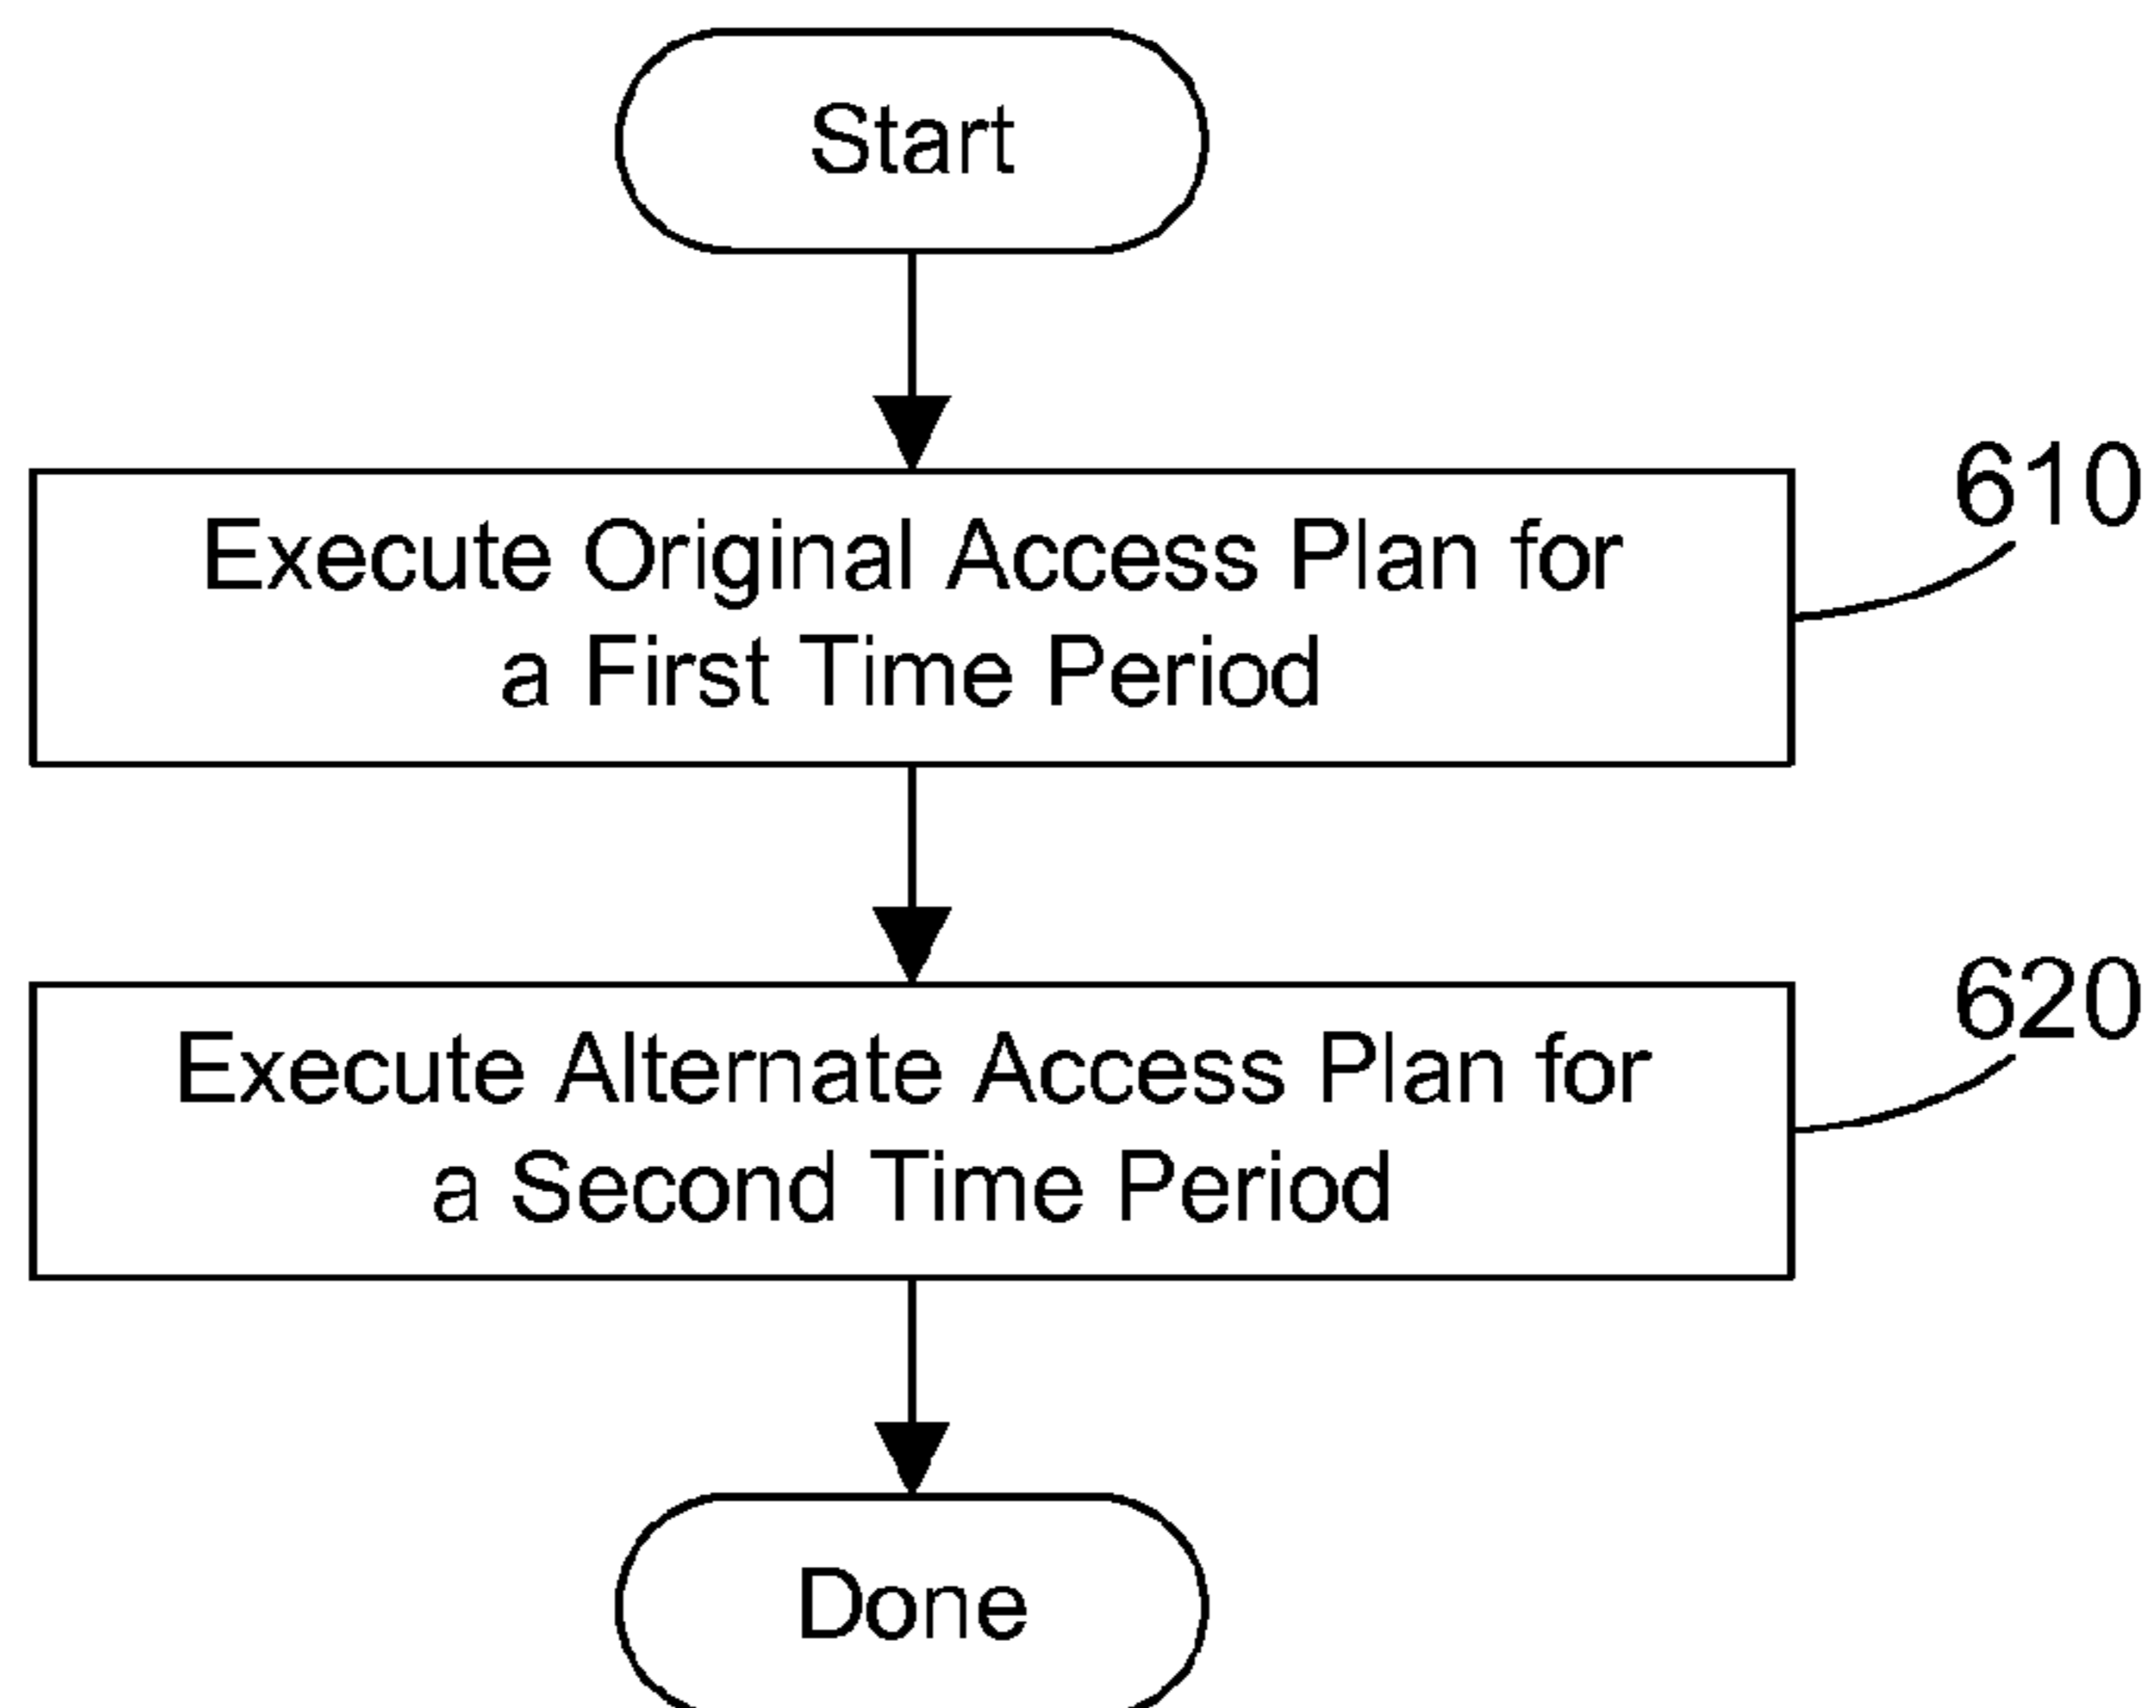 Start
610
Execute Original Access Plan for
a First Time Period
620
Execute Alternate Access Plan for
a Second Time Period
Done